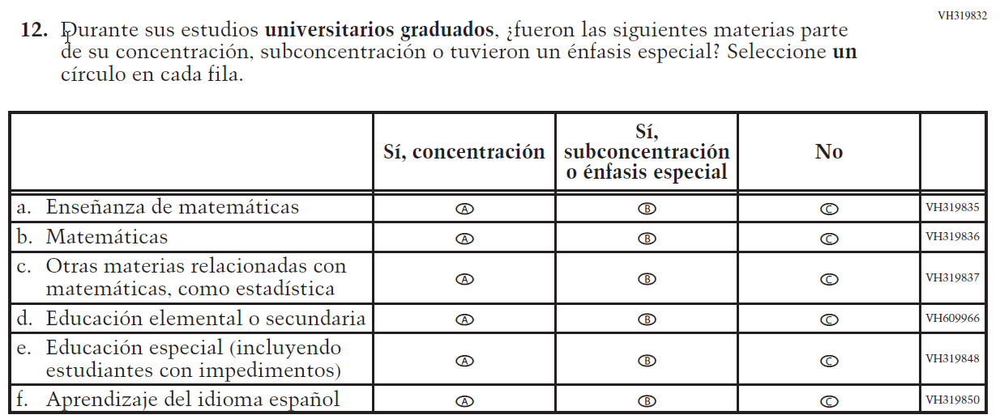 VH319832
12. Durante sus estudios universitarios graduados, ¿fueron las siguientes materias parte
de su concentración, subconcentración o tuvieron un énfasis especial? Seleccione un
círculo en cada fila.
Sí, concentración
Sí,
subconcentración
o énfasis especial
No
a. Enseñanza de matemáticas A B C VH319835
b. Matemáticas A B C VH319836
c. Otras materias relacionadas con
matemáticas, como estadística A B C VH319837
d. Educación elemental o secundaria A B C VH609966
e. Educación especial (incluyendo
estudiantes con impedimentos) A B C VH319848
f. Aprendizaje del idioma español A B C VH319850